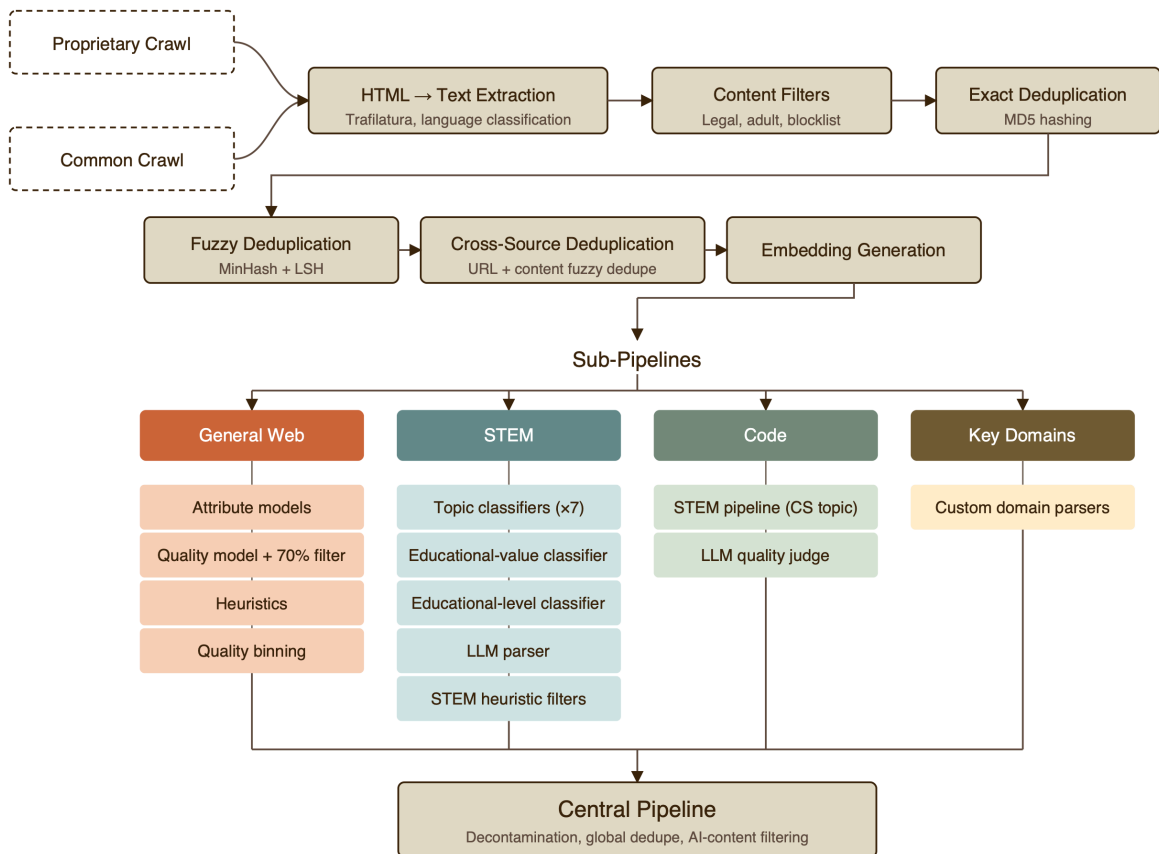 Proprietary Crawl
Common Crawl
HTML → Text Extraction
Trafilatura, language classification
Content Filters
Legal, adult, blocklist
Exact Deduplication
MD5 hashing
Fuzzy Deduplication
MinHash + LSH
Cross-Source Deduplication
URL + content fuzzy dedupe
Embedding Generation
Sub-Pipelines
General Web
Attribute models
Quality model + 70% filter
Heuristics
Quality binning
STEM
Topic classifiers (×7)
Educational-value classifier
Educational-level classifier
LLM parser
STEM heuristic filters
Code
STEM pipeline (CS topic)
LLM quality judge
Key Domains
Custom domain parsers
Central Pipeline
Decontamination, global dedupe, AI-content filtering